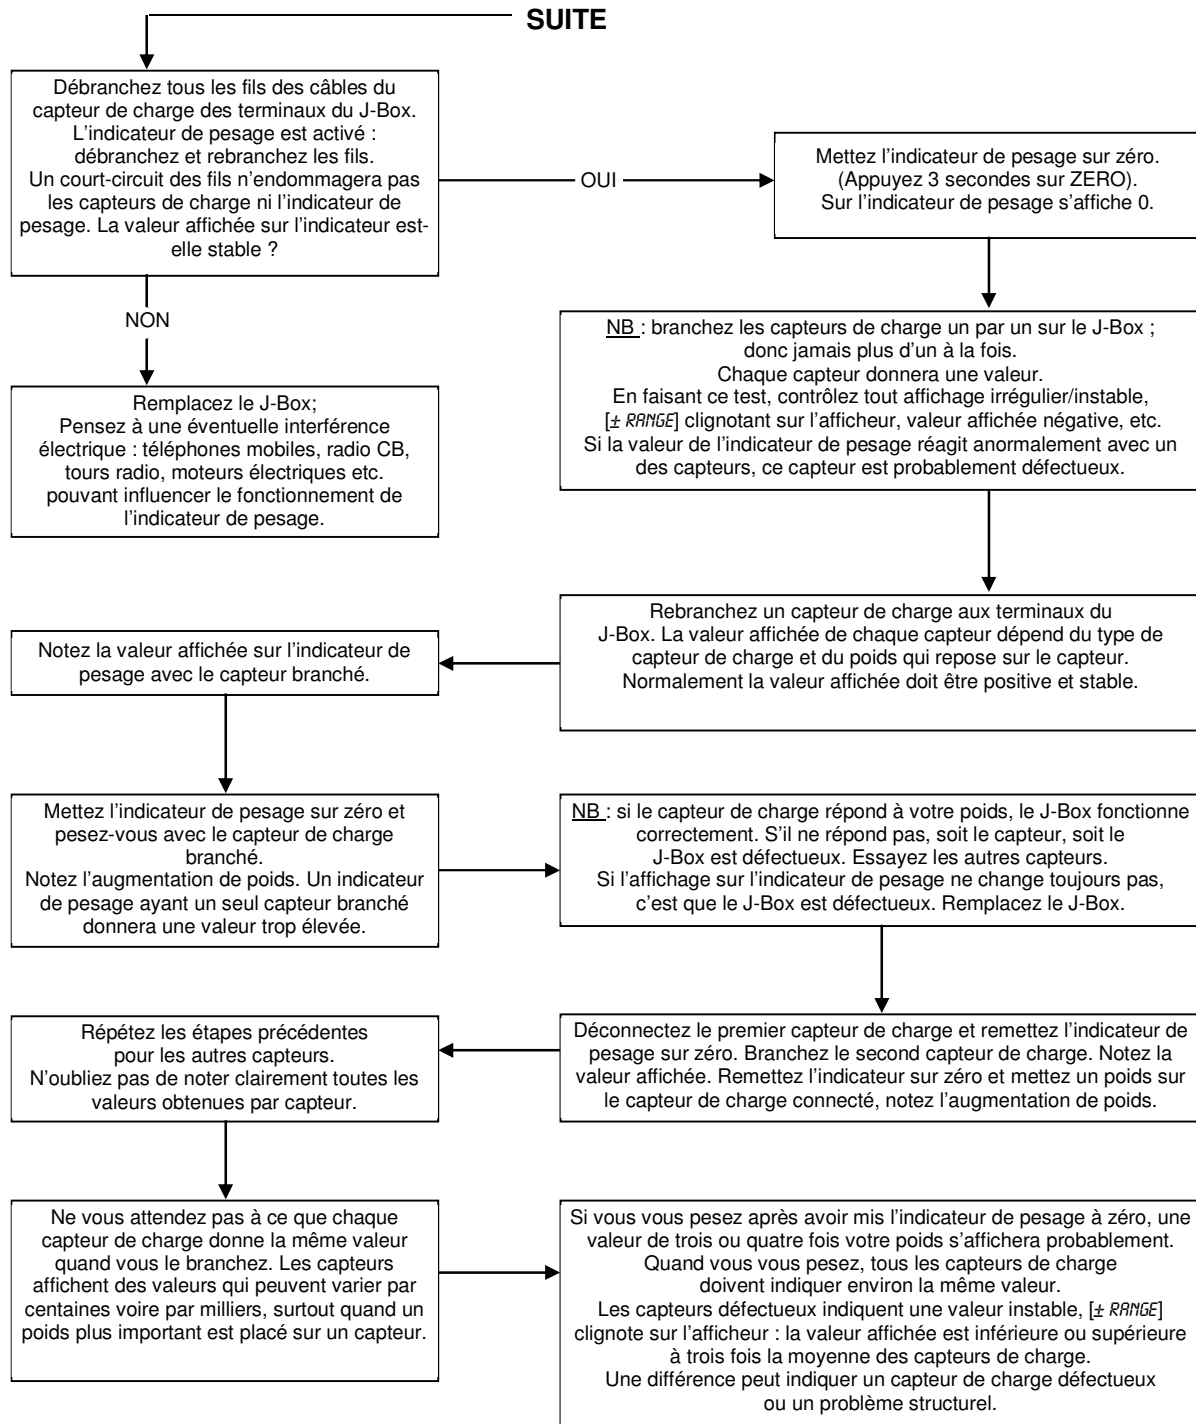 SUITE
Débranchez tous les fils des câbles du
capteur de charge des terminaux du J-Box.
L'indicateur de pesage est activé :
débranchez et rebranchez les fils.
Un court-circuit des fils n'endommagera pas
les capteurs de charge ni l'indicateur de
pesage. La valeur affichée sur l'indicateur est-
elle stable ?
OUI
Mettez l'indicateur de pesage sur zéro.
(Appuyez 3 secondes sur ZERO).
Sur l'indicateur de pesage s'affiche 0.
NON
NB : branchez les capteurs de charge un par un sur le J-Box ;
donc jamais plus d'un à la fois.
Chaque capteur donnera une valeur.
En faisant ce test, contrôlez tout affichage irrégulier/instable,
[± RANGE] clignotant sur l'afficheur, valeur affichée négative, etc.
Si la valeur de l'indicateur de pesage réagit anormalement avec un
des capteurs, ce capteur est probablement défectueux.
Remplacez le J-Box;
Pensez à une éventuelle interférence
électrique : téléphones mobiles, radio CB,
tours radio, moteurs électriques etc.
pouvant influencer le fonctionnement de
l'indicateur de pesage.
Rebranchez un capteur de charge aux terminaux du
J-Box. La valeur affichée de chaque capteur dépend du type de
capteur de charge et du poids qui repose sur le capteur.
Normalement la valeur affichée doit être positive et stable.
Notez la valeur affichée sur l'indicateur de
pesage avec le capteur branché.
Mettez l'indicateur de pesage sur zéro et
pesez-vous avec le capteur de charge
branché.
Notez l'augmentation de poids. Un indicateur
de pesage ayant un seul capteur branché
donnera une valeur trop élevée.
NB : si le capteur de charge répond à votre poids, le J-Box fonctionne
correctement. S'il ne répond pas, soit le capteur, soit le
J-Box est défectueux. Essayez les autres capteurs.
Si l'affichage sur l'indicateur de pesage ne change toujours pas,
c'est que le J-Box est défectueux. Remplacez le J-Box.
Déconnectez le premier capteur de charge et remettez l'indicateur de
pesage sur zéro. Branchez le second capteur de charge. Notez la
valeur affichée. Remettez l'indicateur sur zéro et mettez un poids sur
le capteur de charge connecté, notez l'augmentation de poids.
Répétez les étapes précédentes
pour les autres capteurs.
N'oubliez pas de noter clairement toutes les
valeurs obtenues par capteur.
Ne vous attendez pas à ce que chaque
capteur de charge donne la même valeur
quand vous le branchez. Les capteurs
affichent des valeurs qui peuvent varier par
centaines voire par milliers, surtout quand un
poids plus important est placé sur un capteur.
Si vous vous pesez après avoir mis l'indicateur de pesage à zéro, une
valeur de trois ou quatre fois votre poids s'affichera probablement.
Quand vous vous pesez, tous les capteurs de charge
doivent indiquer environ la même valeur.
Les capteurs défectueux indiquent une valeur instable, [± RANGE]
clignote sur l'afficheur : la valeur affichée est inférieure ou supérieure
à trois fois la moyenne des capteurs de charge.
Une différence peut indiquer un capteur de charge défectueux
ou un problème structurel.